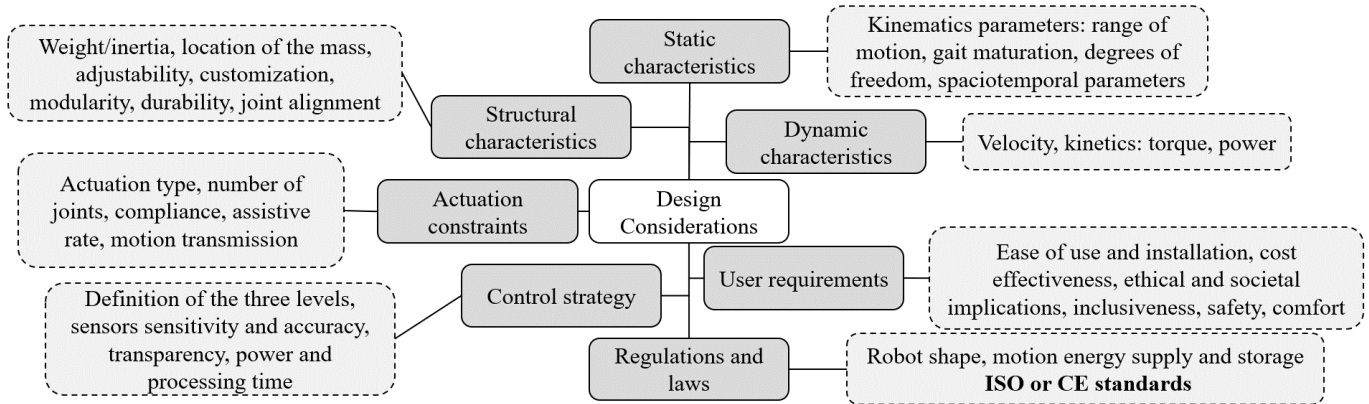 Static
characteristics
Kinematics parameters: range of
motion, gait maturation, degrees of
freedom, spaciotemporal parameters
Weight/inertia, location of the mass,
adjustability, customization,
modularity, durability, joint alignment
Structural
characteristics
Dynamic
characteristics
Velocity, kinetics: torque, power
Actuation type, number of
joints, compliance, assistive
rate, motion transmission
Actuation
constraints
Design
Considerations
User requirements
Ease of use and installation, cost
effectiveness, ethical and societal
implications, inclusiveness, safety, comfort
Definition of the three levels,
sensors sensitivity and accuracy,
transparency, power and
processing time
Control strategy
Regulations and
laws
Robot shape, motion energy supply and storage
ISO or CE standards